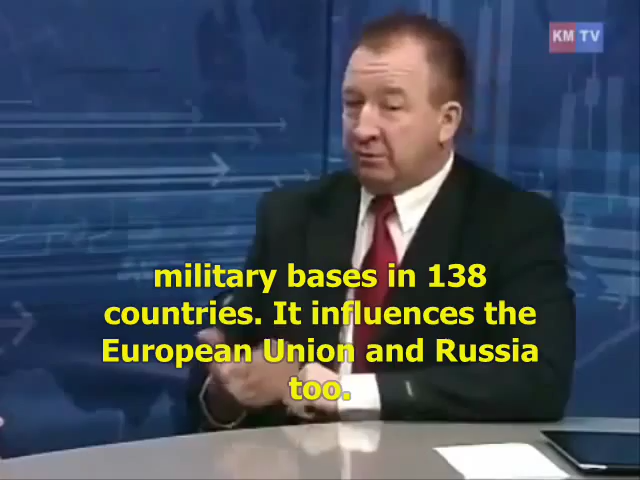 KM TV
military bases in 138
countries. It influences the
European Union and Russia
too.